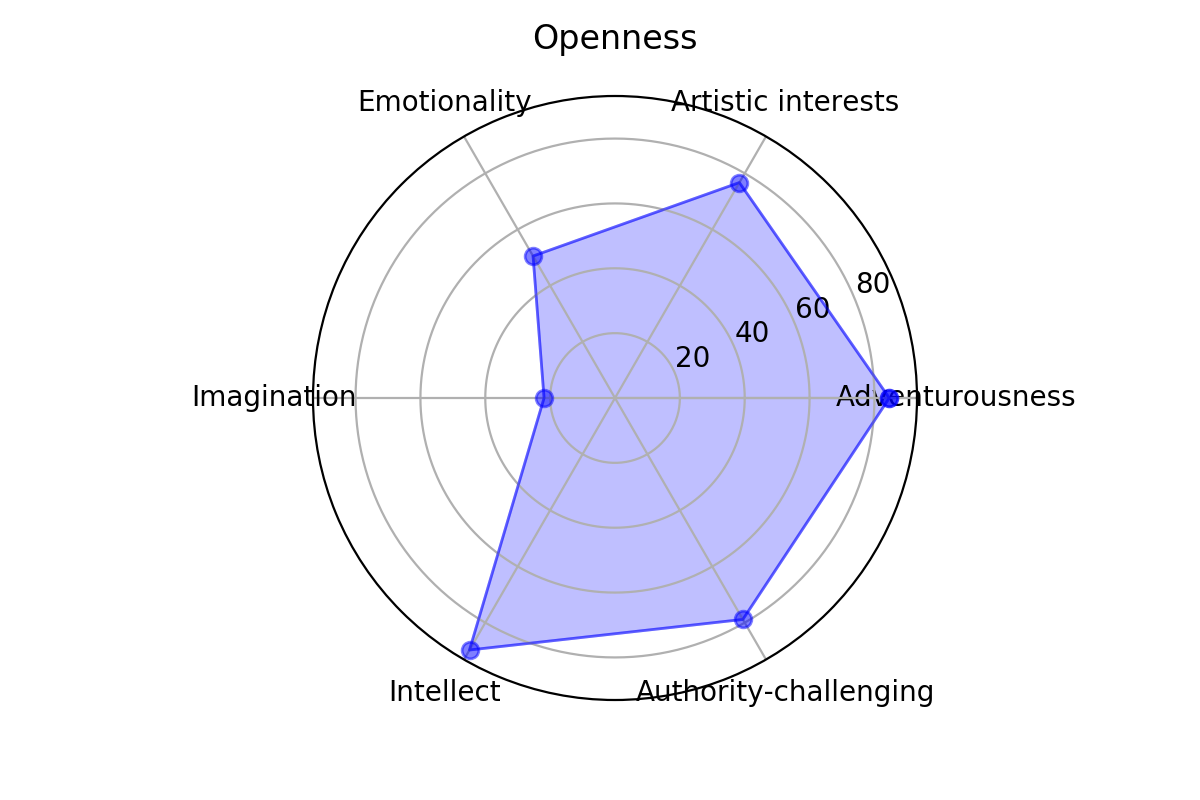 Openness
Emotionality
Artistic interests
80
60
40
20
Imagination
Adventurousness
Intellect
Authority-challenging